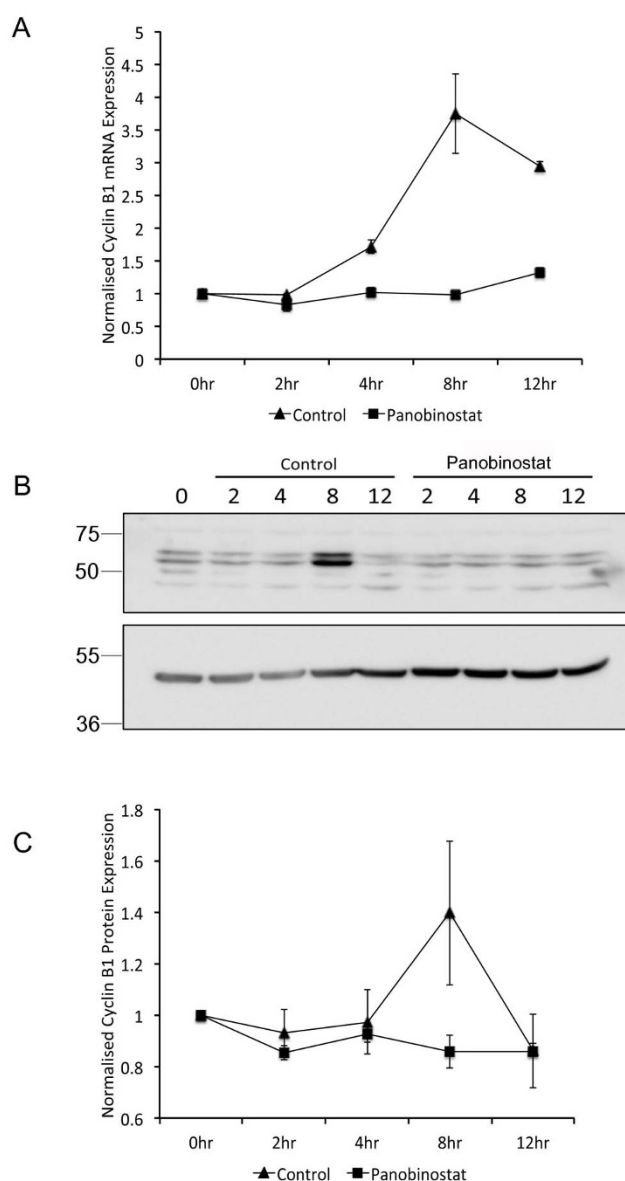 A
Normalised Cyclin B1 mRNA Expression
5
4.5
4
3.5
3
2.5
2
1.5
1
0.5
0
0hr 2hr 4hr 8hr 12hr
Control Panobinostat
B
Control Panobinostat
0 2 4 8 12 2 4 8 12
75
50
55
36
C
Normalised Cyclin B1 Protein Expression
1.8
1.6
1.4
1.2
1
0.8
0.6
0hr 2hr 4hr 8hr 12hr
Control Panobinostat